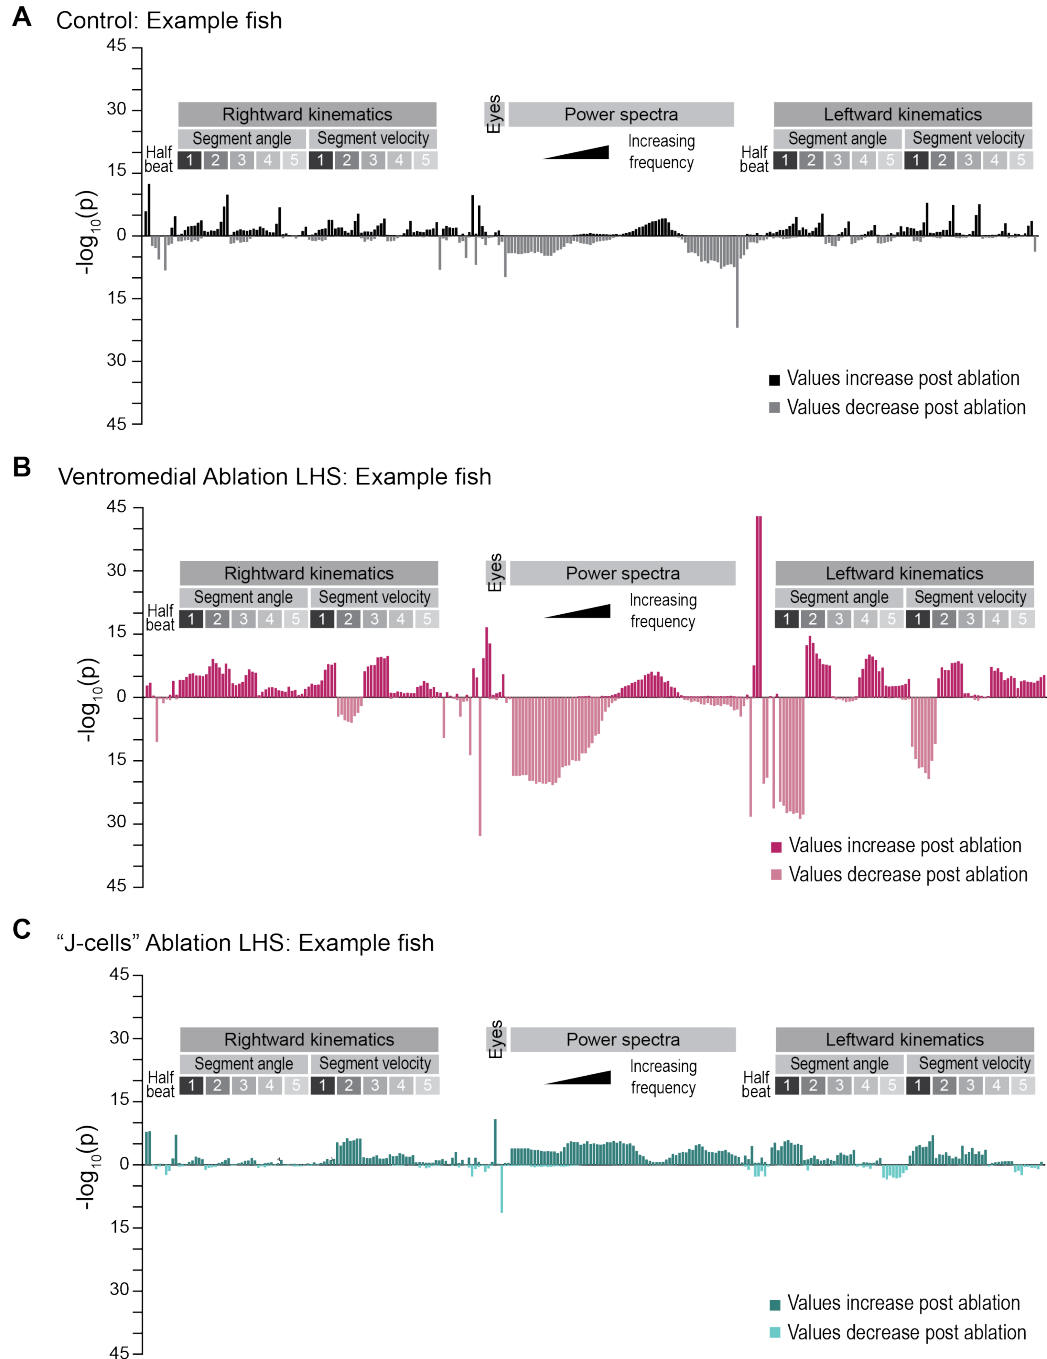 A Control: Example fish
45
30
15
0
15
30
45
-log10(p)
Half beat
Rightward kinematics
Segment angle Segment velocity
1 2 3 4 5 1 2 3 4 5
Eyes
Power spectra
Increasing
frequency
Half
beat
Leftward kinematics
Segment angle Segment velocity
1 2 3 4 5 1 2 3 4 5
Values increase post ablation
Values decrease post ablation
B Ventromedial Ablation LHS: Example fish
45
30
15
0
15
30
45
-log10(p)
Half
beat
Rightward kinematics
Segment angle Segment velocity
1 2 3 4 5 1 2 3 4 5
Eyes
Power spectra
Increasing
frequency
Half
beat
Leftward kinematics
Segment angle Segment velocity
1 2 3 4 5 1 2 3 4 5
Values increase post ablation
Values decrease post ablation
C “J-cells” Ablation LHS: Example fish
45
30
15
0
15
30
45
-log10(p)
Half
beat
Rightward kinematics
Segment angle Segment velocity
1 2 3 4 5 1 2 3 4 5
Eyes
Power spectra
Increasing
frequency
Half
beat
Leftward kinematics
Segment angle Segment velocity
1 2 3 4 5 1 2 3 4 5
Values increase post ablation
Values decrease post ablation